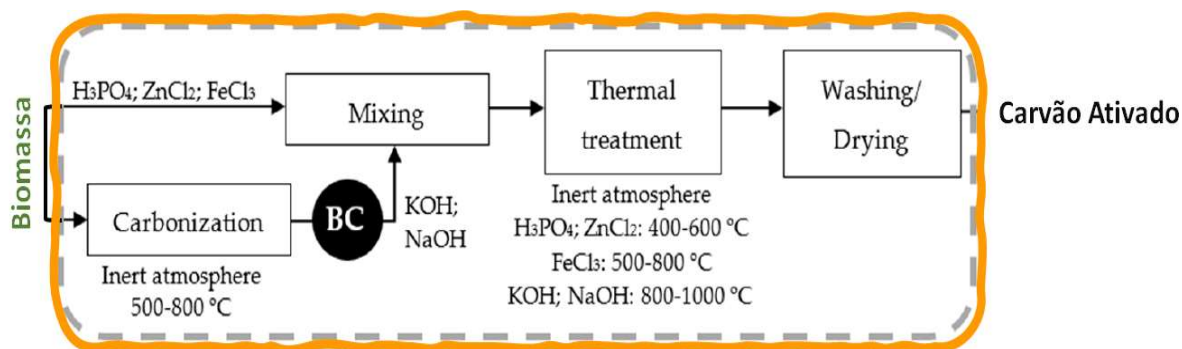 Biomassa
H₃PO₄; ZnCl₂; FeCl₃
Mixing
Thermal
treatment
Washing/
Drying
Carvão Ativado
Carbonization
BC
KOH;
NaOH
Inert atmosphere
500-800 °C
Inert atmosphere
H₃PO₄; ZnCl₂: 400-600 °C
FeCl₃: 500-800 °C
KOH; NaOH: 800-1000 °C